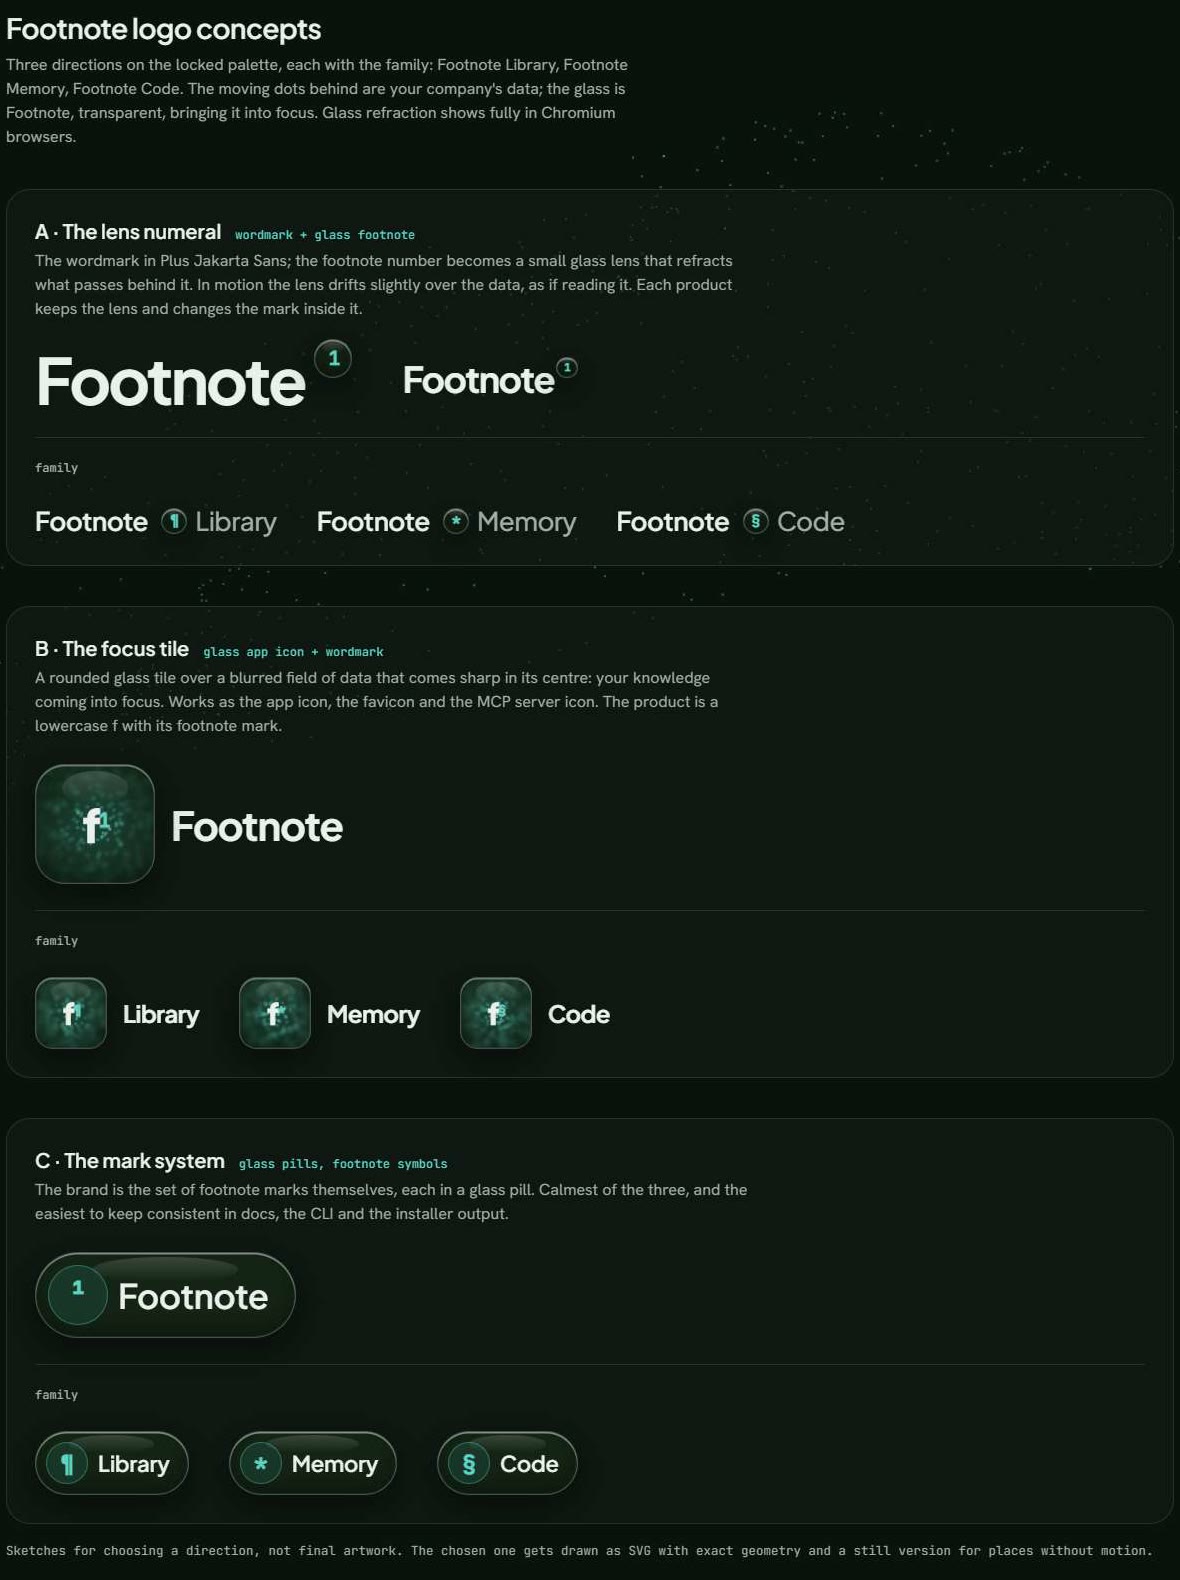 Footnote logo concepts
Three directions on the locked palette, each with the family: Footnote Library, Footnote
Memory, Footnote Code. The moving dots behind are your company's data; the glass is
Footnote, transparent, bringing it into focus. Glass refraction shows fully in Chromium
browsers.
A · The lens numeral wordmark + glass footnote
The wordmark in Plus Jakarta Sans; the footnote number becomes a small glass lens that refracts
what passes behind it. In motion the lens drifts slightly over the data, as if reading it. Each product
keeps the lens and changes the mark inside it.
Footnote 1 Footnote 1
family
Footnote ¶ Library Footnote * Memory Footnote § Code
B · The focus tile glass app icon + wordmark
A rounded glass tile over a blurred field of data that comes sharp in its centre: your knowledge
coming into focus. Works as the app icon, the favicon and the MCP server icon. The product is a
lowercase f with its footnote mark.
f1 Footnote
family
f¶ Library f* Memory f§ Code
C · The mark system glass pills, footnote symbols
The brand is the set of footnote marks themselves, each in a glass pill. Calmest of the three, and the
easiest to keep consistent in docs, the CLI and the installer output.
1 Footnote
family
¶ Library * Memory § Code
Sketches for choosing a direction, not final artwork. The chosen one gets drawn as SVG with exact geometry and a still version for places without motion.